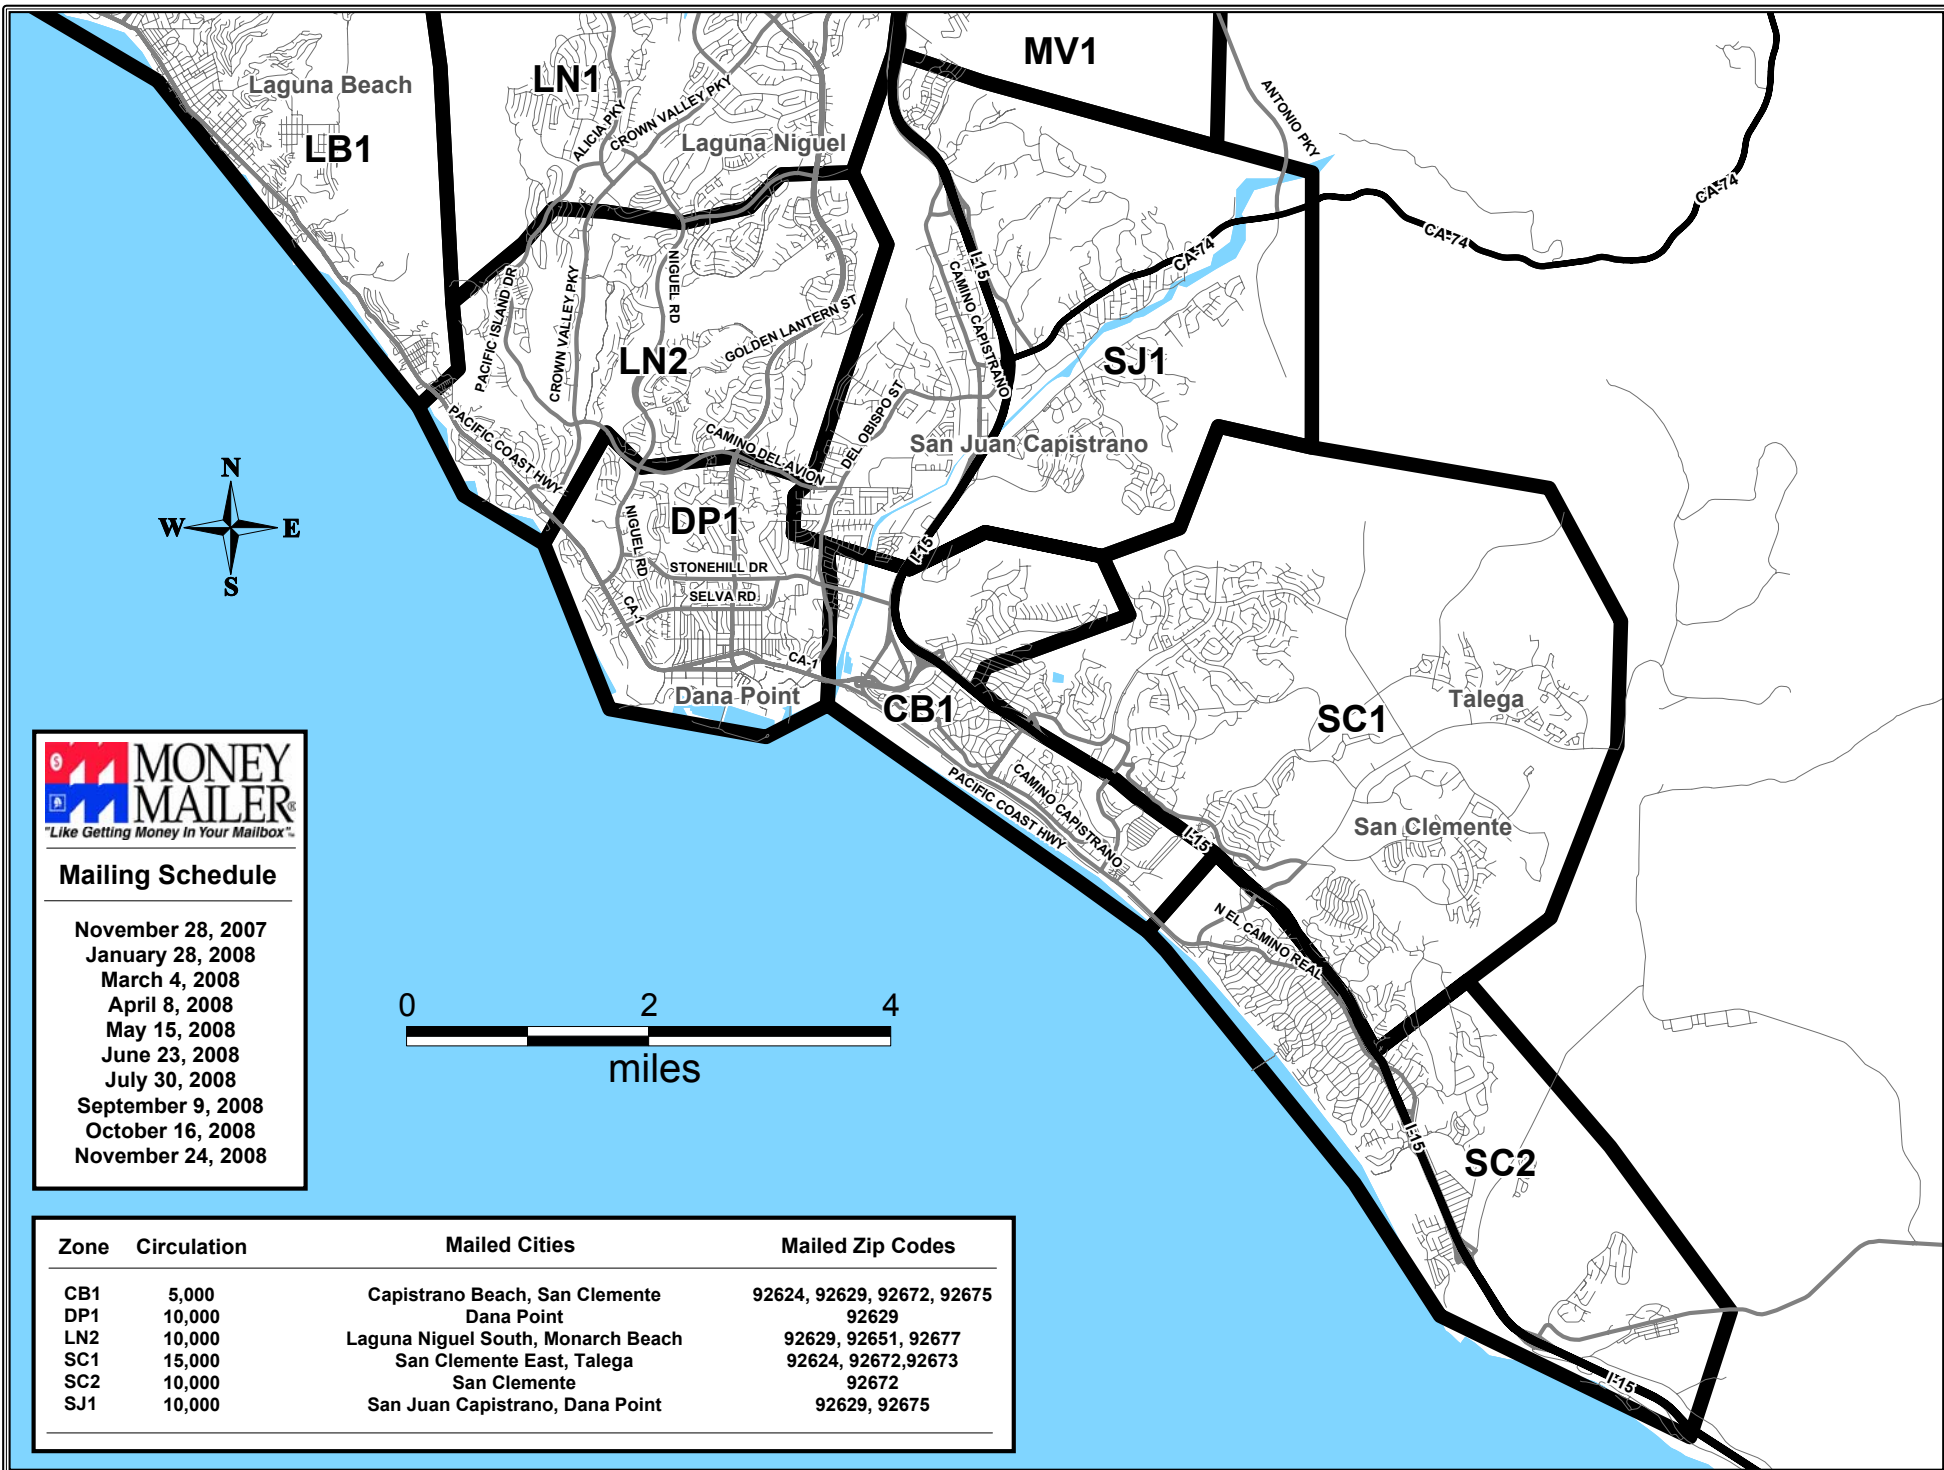 MV1
LN1
Laguna Beach
ANTONIO PKY
ALICIA PKY
CROWN VALLEY PKY
LB1
Laguna Niguel
CA-74
CA-74
CA-74
I-15
CAMINO CAPISTRANO
NIGUEL RD
PACIFIC ISLAND DR
CROWN VALLEY PKY
GOLDEN LANTERN ST
LN2
SJ1
DEL OBISPO ST
PACIFIC COAST HWY
CAMINO DEL AVION
San Juan Capistrano
N
W
E
S
DP1
NIGUEL RD
I-15
STONEHILL DR
SELVA RD
CA-1
CA-1
Dana Point
CB1
SC1
Talega
PACIFIC COAST HWY
CAMINO CAPISTRANO
I-15
San Clemente
N EL CAMINO REAL
I-15
SC2
I-15
MONEY
MAILER®
"Like Getting Money In Your Mailbox"™
Mailing Schedule
November 28, 2007
January 28, 2008
March 4, 2008
April 8, 2008
May 15, 2008
June 23, 2008
July 30, 2008
September 9, 2008
October 16, 2008
November 24, 2008
0 2 4
miles
Zone Circulation Mailed Cities Mailed Zip Codes
CB1 5,000 Capistrano Beach, San Clemente 92624, 92629, 92672, 92675
DP1 10,000 Dana Point 92629
LN2 10,000 Laguna Niguel South, Monarch Beach 92629, 92651, 92677
SC1 15,000 San Clemente East, Talega 92624, 92672,92673
SC2 10,000 San Clemente 92672
SJ1 10,000 San Juan Capistrano, Dana Point 92629, 92675